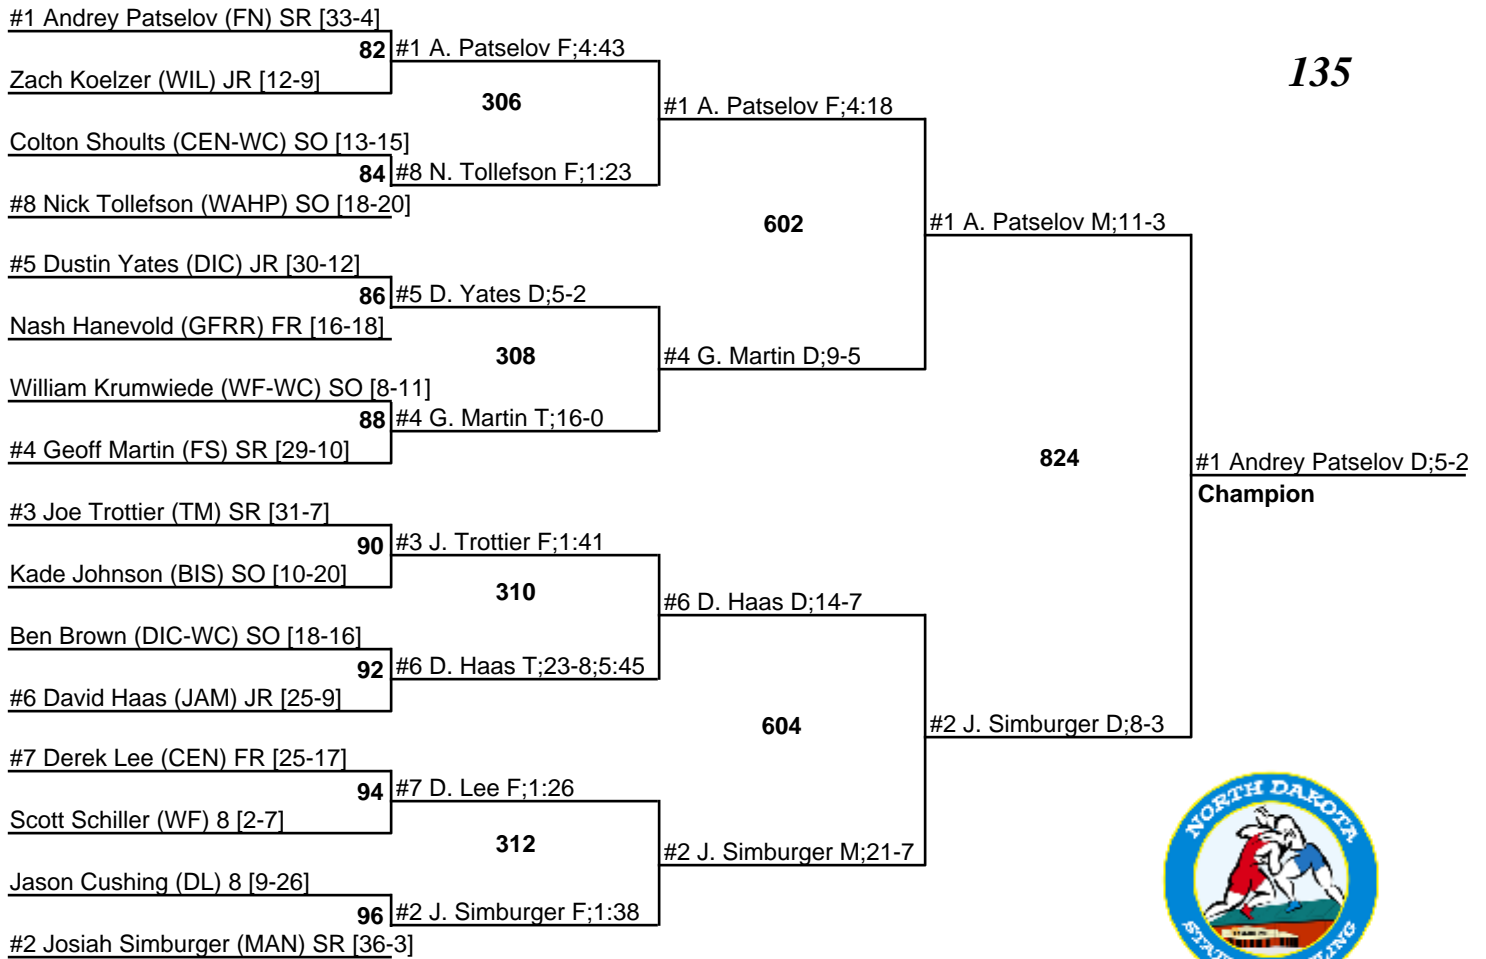 #1 Andrey Patselov (FN) SR [33-4]
82 #1 A. Patselov F;4:43
135
Zach Koelzer (WIL) JR [12-9]
306
#1 A. Patselov F;4:18
Colton Shoults (CEN-WC) SO [13-15]
84 #8 N. Tollefson F;1:23
#8 Nick Tollefson (WAHP) SO [18-20]
602
#1 A. Patselov M;11-3
#5 Dustin Yates (DIC) JR [30-12]
86 #5 D. Yates D;5-2
Nash Hanevold (GFRR) FR [16-18]
308
#4 G. Martin D;9-5
William Krumwiede (WF-WC) SO [8-11]
88 #4 G. Martin T;16-0
#4 Geoff Martin (FS) SR [29-10]
824
#1 Andrey Patselov D;5-2
Champion
#3 Joe Trottier (TM) SR [31-7]
90 #3 J. Trottier F;1:41
Kade Johnson (BIS) SO [10-20]
310
#6 D. Haas D;14-7
Ben Brown (DIC-WC) SO [18-16]
92 #6 D. Haas T;23-8;5:45
#6 David Haas (JAM) JR [25-9]
604
#2 J. Simburger D;8-3
#7 Derek Lee (CEN) FR [25-17]
94 #7 D. Lee F;1:26
Scott Schiller (WF) 8 [2-7]
312
#2 J. Simburger M;21-7
Jason Cushing (DL) 8 [9-26]
96 #2 J. Simburger F;1:38
#2 Josiah Simburger (MAN) SR [36-3]
NORTH DAKOTA